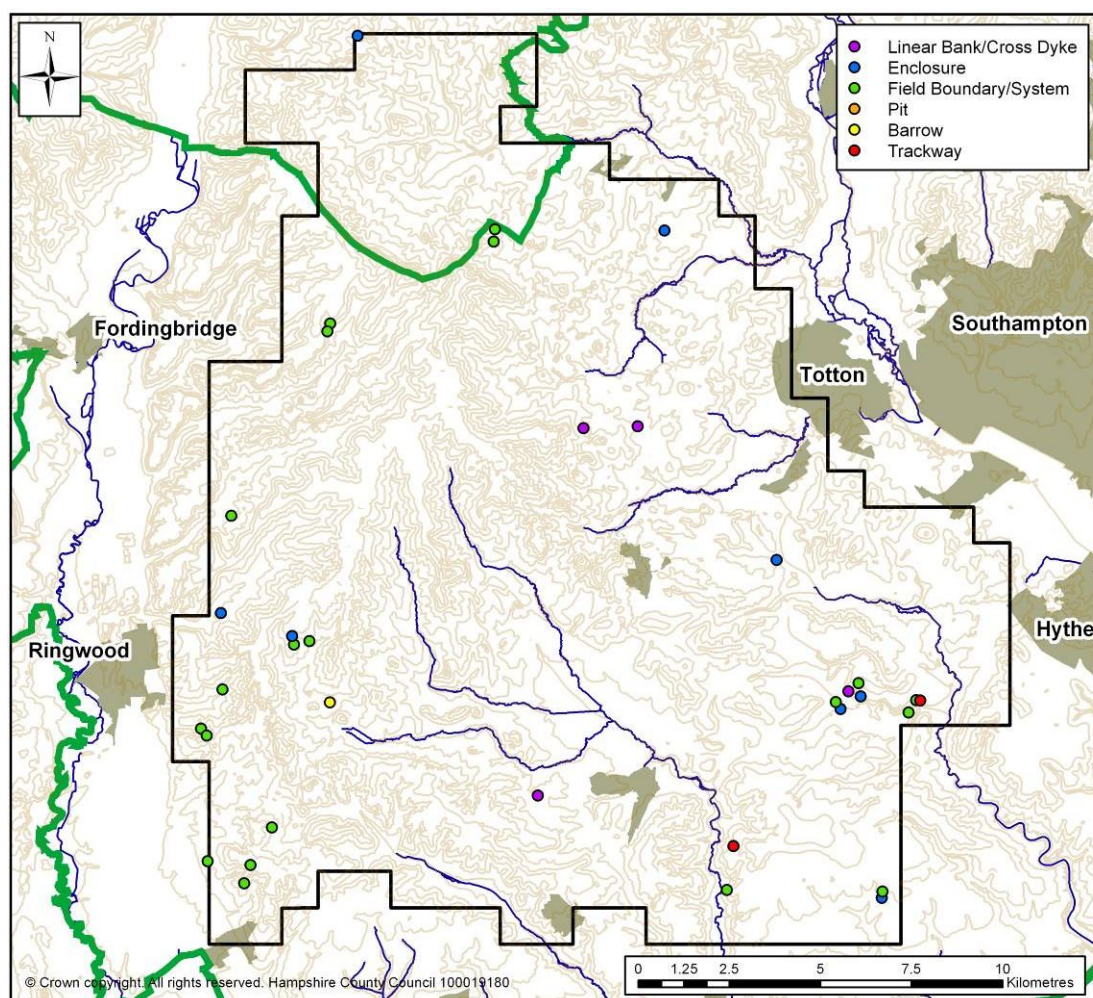 N
Linear Bank/Cross Dyke
Enclosure
Field Boundary/System
Pit
Barrow
Trackway
Fordingbridge
Southampton
Totton
Ringwood
Hythe
0 1.25 2.5 5 7.5 10
Kilometres
© Crown copyright. All rights reserved. Hampshire County Council 100019180